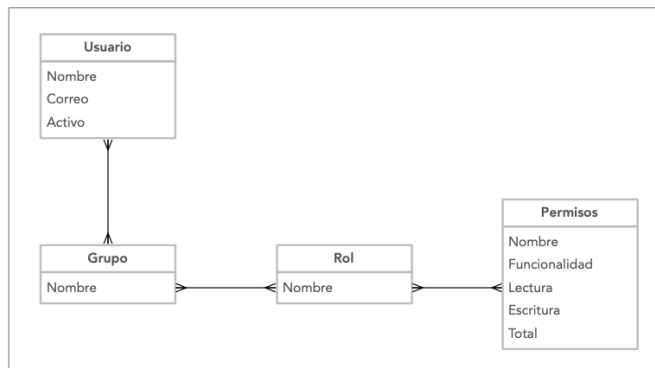 Usuario
Nombre
Correo
Activo
Grupo
Nombre
Rol
Nombre
Permisos
Nombre
Funcionalidad
Lectura
Escritura
Total